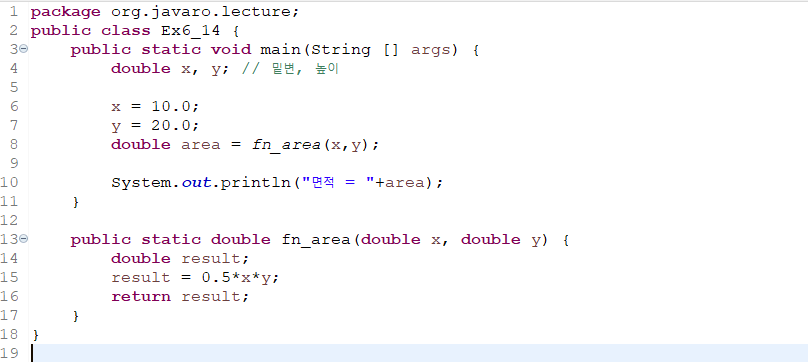 1 package org.javaro.lecture;
2 public class Ex6_14 {
3 public static void main(String [] args) {
4 double x, y; // 밑변, 높이
5
6 x = 10.0;
7 y = 20.0;
8 double area = fn_area(x,y);
9
10 System.out.println("면적 = "+area);
11 }
12
13 public static double fn_area(double x, double y) {
14 double result;
15 result = 0.5*x*y;
16 return result;
17 }
18 }
19